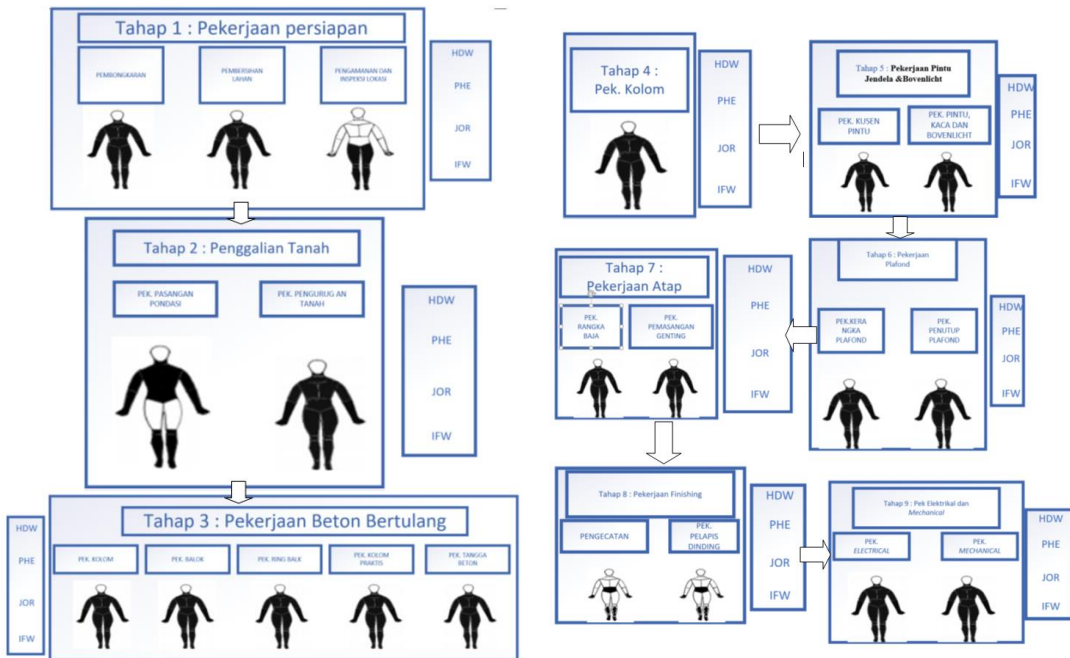 Tahap 1 : Pekerjaan persiapan
PEMBONGKARAN
PEMBERSIHAN
LAHAN
PENGAMANAN DAN
INSPEKSI LOKASI
HDW
PHE
JOR
IFW
Tahap 2 : Penggalian Tanah
PEK. PASANGAN
PONDASI
PEK. PENGURUG AN
TANAH
HDW
PHE
JOR
IFW
Tahap 3 : Pekerjaan Beton Bertulang
HDW
PHE
JOR
IFW
PEK. KOLOM
PEK. BALOK
PEK. RING BALK
PEK. KOLOM
PRAKTIS
PEK. TANGGA
BETON
Tahap 4 :
Pek. Kolom
HDW
PHE
JOR
IFW
Tahap 5 : Pekerjaan Pintu
Jendela &Bovenlicht
PEK. KUSEN
PINTU
PEK. PINTU,
KACA DAN
BOVENLICHT
HDW
PHE
JOR
IFW
Tahap 6 : Pekerjaan
Plafond
PEK.KERA
NGKA
PLAFOND
PEK.
PENUTUP
PLAFOND
HDW
PHE
JOR
IFW
Tahap 7 :
Pekerjaan Atap
PEK.
RANGKA
BAJA
PEK.
PEMASANGAN
GENTING
HDW
PHE
JOR
IFW
Tahap 8 : Pekerjaan Finishing
PENGECATAN
PEK.
PELAPIS
DINDING
HDW
PHE
JOR
IFW
Tahap 9 : Pek Elektrikal dan
Mechanical
PEK.
ELECTRICAL
PEK.
MECHANICAL
HDW
PHE
JOR
IFW